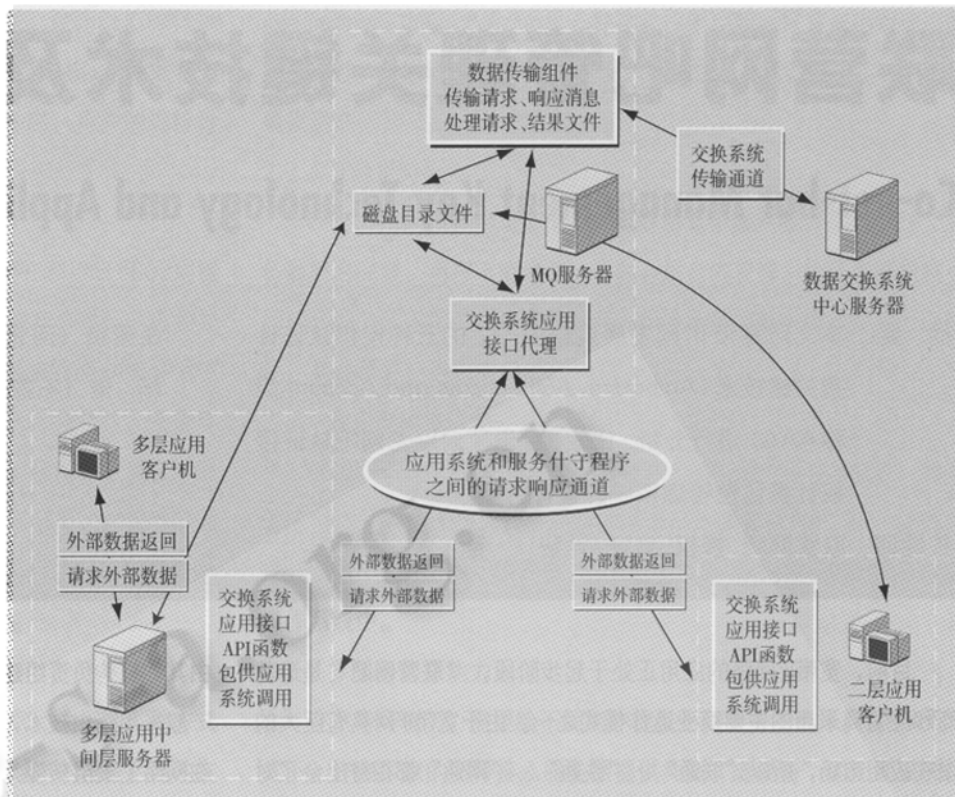 数据传输组件
传输请求、响应消息
处理请求、结果文件
交换系统
传输通道
磁盘目录文件
MQ服务器
数据交换系统
中心服务器
交换系统应用
接口代理
多层应用
客户机
应用系统和服务什守程序
之间的请求响应通道
外部数据返回
请求外部数据
外部数据返回
请求外部数据
外部数据返回
请求外部数据
交换系统
应用接口
API函数
包供应用
系统调用
交换系统
应用接口
API函数
包供应用
系统调用
多层应用中
间层服务器
二层应用
客户机